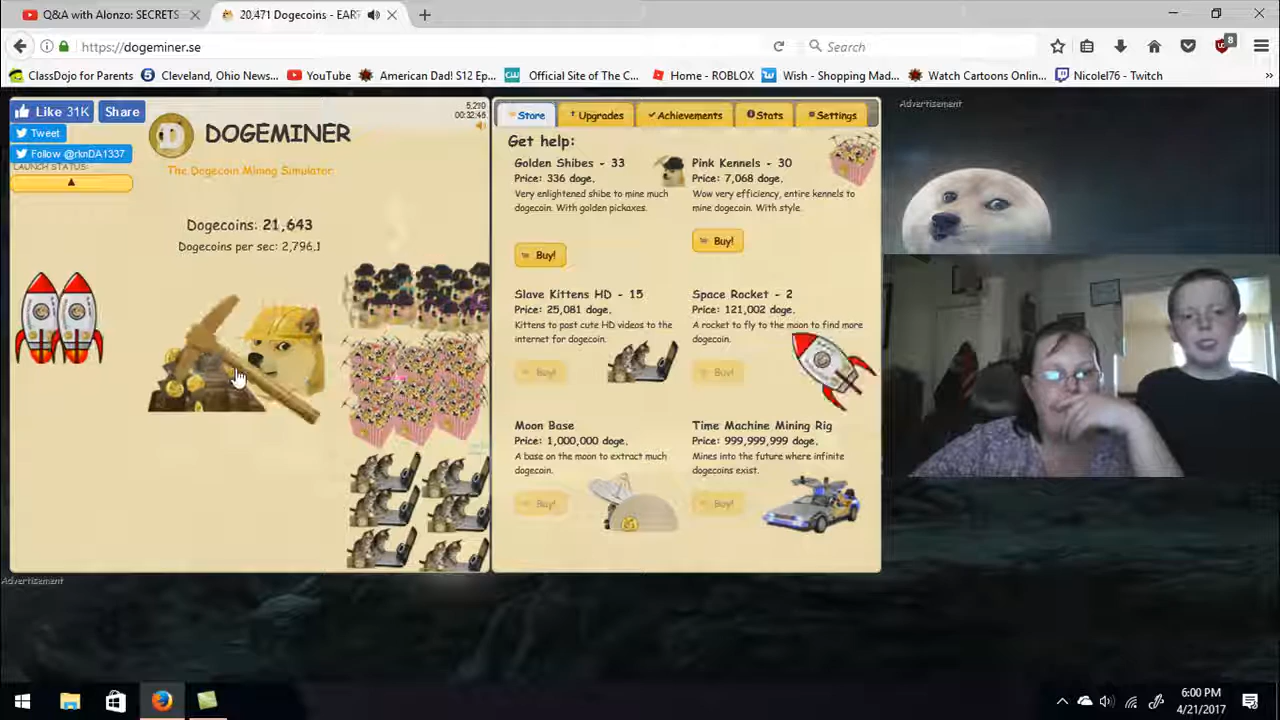 Q&A with Alonzo: SECRETS
20,471 Dogecoins - EAR
https://dogeminer.se
Search
8
ClassDojo for Parents
Cleveland, Ohio News...
YouTube
American Dad! S12 Ep...
Official Site of The C...
Home - ROBLOX
Wish - Shopping Mad...
Watch Cartoons Onlin...
Nicolel76 - Twitch
Like 31K
Share
Tweet
Follow @rknDA1337
LAUNCH STATUS:
DOGEMINER
5,210
00:32:46
The Dogecoin Mining Simulator
Dogecoins: 21,643
Dogecoins per sec: 2,796.1
Store
Upgrades
Achievements
Stats
Settings
Get help:
Golden Shibes - 33
Price: 336 doge.
Very enlightened shibe to mine much
dogecoin. With golden pickaxes.
Buy!
Pink Kennels - 30
Price: 7,068 doge.
Wow very efficiency, entire kennels to
mine dogecoin. With style.
Buy!
Slave Kittens HD - 15
Price: 25,081 doge.
Kittens to post cute HD videos to the
internet for dogecoin.
Buy!
Space Rocket - 2
Price: 121,002 doge.
A rocket to fly to the moon to find more
dogecoin.
Buy!
Moon Base
Price: 1,000,000 doge.
A base on the moon to extract much
dogecoin.
Buy!
Time Machine Mining Rig
Price: 999,999,999 doge.
Mines into the future where infinite
dogecoins exist.
Buy!
Advertisement
Advertisement
6:00 PM
4/21/2017